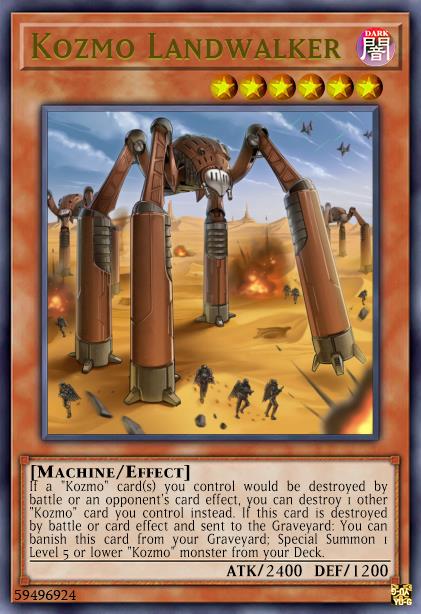 Kozmo Landwalker
DARK
闇
[Machine/Effect]
If a "Kozmo" card(s) you control would be destroyed by
battle or an opponent's card effect, you can destroy 1 other
"Kozmo" card you control instead. If this card is destroyed
by battle or card effect and sent to the Graveyard: You can
banish this card from your Graveyard; Special Summon 1
Level 5 or lower "Kozmo" monster from your Deck.
ATK/2400 DEF/1200
59496924